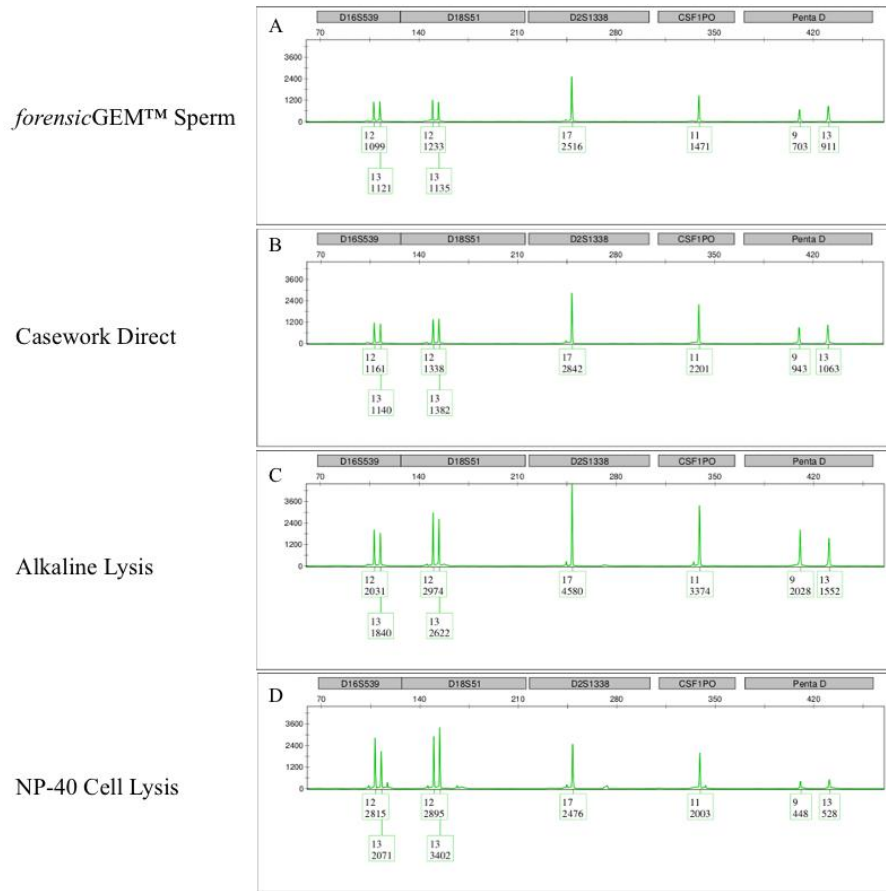 A
D16S539 D18S51 D2S1338 CSF1PO Penta D
70 140 210 280 350 420
3600
2400
1200
0
forensicGEM™ Sperm
12 12 17 11 9 13
1099 1233 2516 1471 703 911
13 13
1121 1135
B
D16S539 D18S51 D2S1338 CSF1PO Penta D
70 140 210 280 350 420
3600
2400
1200
0
Casework Direct
12 12 17 11 9 13
1161 1338 2842 2201 943 1063
13 13
1140 1382
C
D16S539 D18S51 D2S1338 CSF1PO Penta D
70 140 210 280 350 420
3600
2400
1200
0
Alkaline Lysis
12 12 17 11 9 13
2031 2974 4580 3374 2028 1552
13 13
1840 2622
D
D16S539 D18S51 D2S1338 CSF1PO Penta D
70 140 210 280 350 420
3600
2400
1200
0
NP-40 Cell Lysis
12 12 17 11 9 13
2815 2895 2476 2003 448 528
13 13
2071 3402